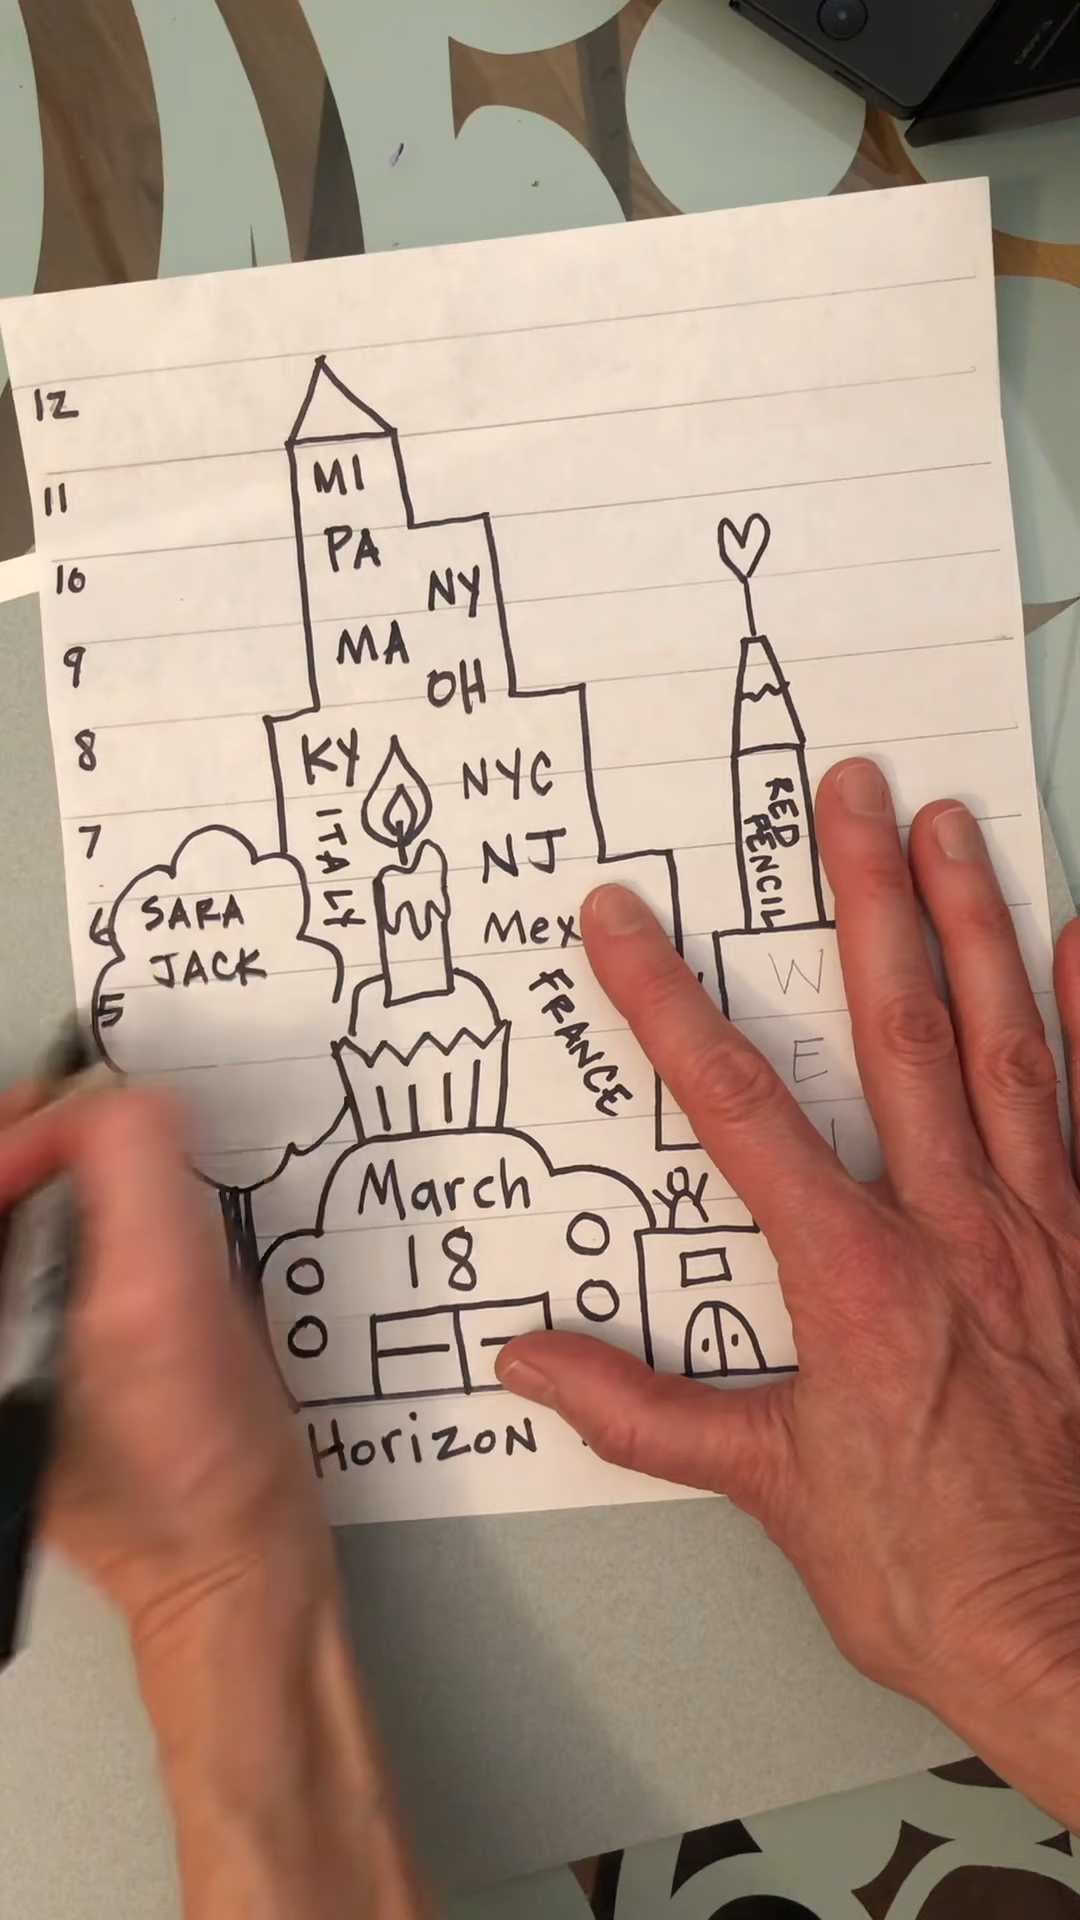 12
11
10
9
8
7
6
5
MI
PA
NY
MA
OH
KY
NYC
ITALY
NJ
Mex
FRANCE
SARA
JACK
RED
PENCIL
W
E
March
18
Horizon